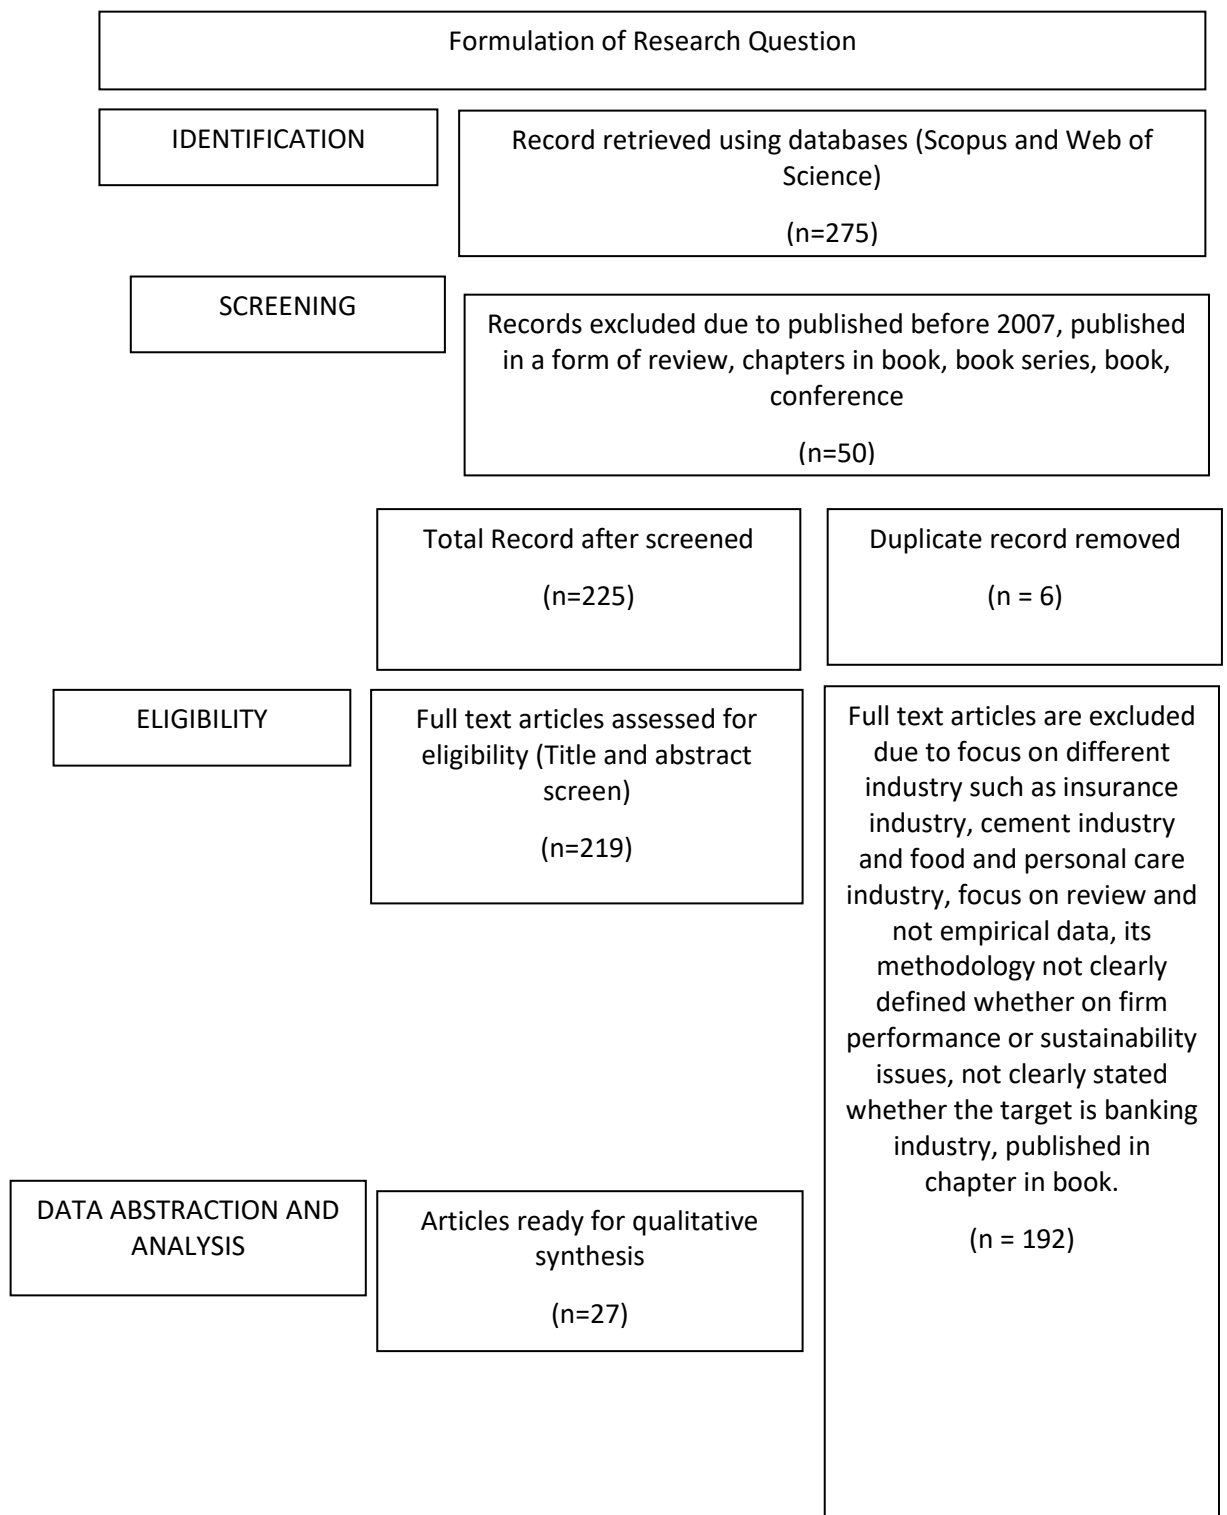 Formulation of Research Question
IDENTIFICATION
Record retrieved using databases (Scopus and Web of
Science)
(n=275)
SCREENING
Records excluded due to published before 2007, published
in a form of review, chapters in book, book series, book,
conference
(n=50)
Total Record after screened
(n=225)
Duplicate record removed
(n = 6)
ELIGIBILITY
Full text articles assessed for
eligibility (Title and abstract
screen)
(n=219)
Full text articles are excluded
due to focus on different
industry such as insurance
industry, cement industry
and food and personal care
industry, focus on review and
not empirical data, its
methodology not clearly
defined whether on firm
performance or sustainability
issues, not clearly stated
whether the target is banking
industry, published in
chapter in book.
(n = 192)
DATA ABSTRACTION AND
ANALYSIS
Articles ready for qualitative
synthesis
(n=27)